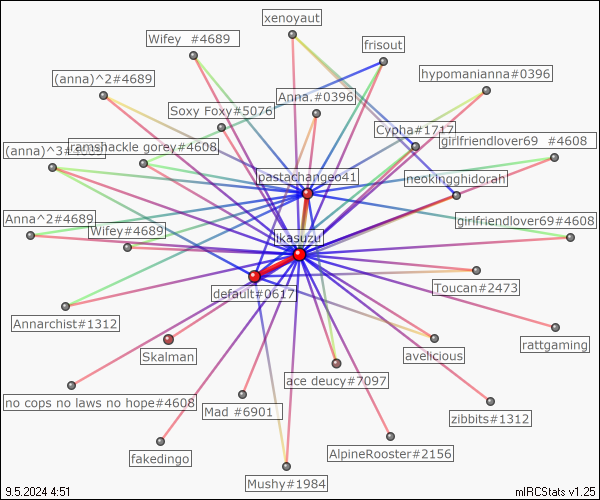 xenoyaut
Wifey  #4689
frisout
(anna)^2#4689
hypomanianna#0396
Anna.#0396
Soxy Foxy#5076
Cypha#1717
girlfriendlover69  #4608
(anna)^3#4689
ramshackle gorey#4608
pastachangeo41
neokingghidorah
Anna^2#4689
Wifey#4689
girlfriendlover69#4608
jkasuzu
default#0617
Toucan#2473
Annarchist#1312
rattgaming
Skalman
avelicious
ace deucy#7097
no cops no laws no hope#4608
Mad #6901
zibbits#1312
fakedingo
AlpineRooster#2156
Mushy#1984
9.5.2024 4:51
mIRCStats v1.25